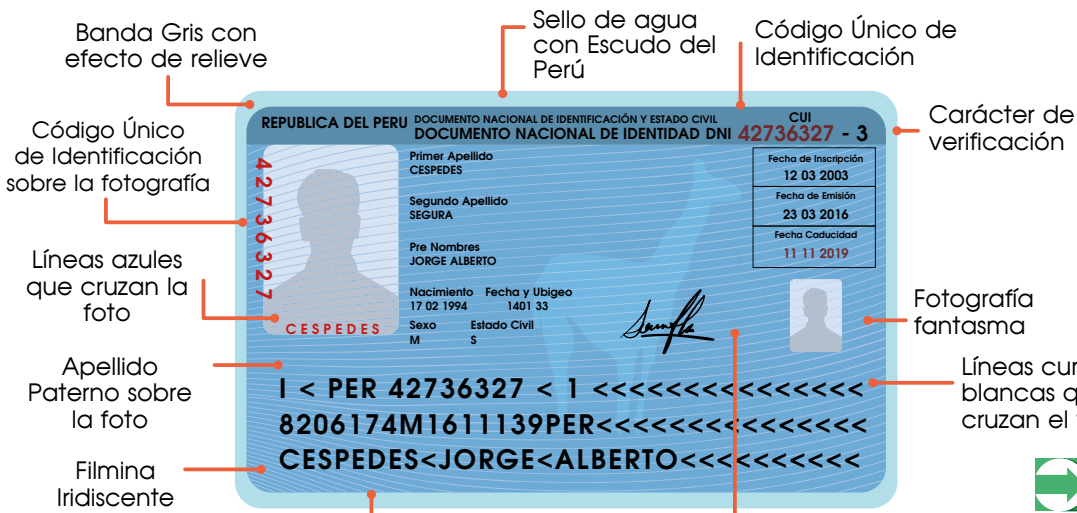 Banda Gris con
efecto de relieve
Sello de agua
con Escudo del
Perú
Código Único de
Identificación
Carácter de
verificación
Código Único
de Identificación
sobre la fotografía
Líneas azules
que cruzan la
foto
Apellido
Paterno sobre
la foto
Filmina
Iridiscente
Fotografía
fantasma
Líneas cur
blancas q
cruzan el
REPUBLICA DEL PERU
DOCUMENTO NACIONAL DE IDENTIFICACIÓN Y ESTADO CIVIL
DOCUMENTO NACIONAL DE IDENTIDAD DNI
CUI
42736327 - 3
42736327
CESPEDES
Primer Apellido
CESPEDES
Segundo Apellido
SEGURA
Pre Nombres
JORGE ALBERTO
Nacimiento Fecha y Ubigeo
17 02 1994 1401 33
Sexo Estado Civil
M S
Fecha de Inscripción
12 03 2003
Fecha de Emisión
23 03 2016
Fecha Caducidad
11 11 2019
I < PER 42736327 < 1 <<<<<<<<<<<<<<<
8206174M1611139PER<<<<<<<<<<<<<<<
CESPEDES<JORGE<ALBERTO<<<<<<<<<<